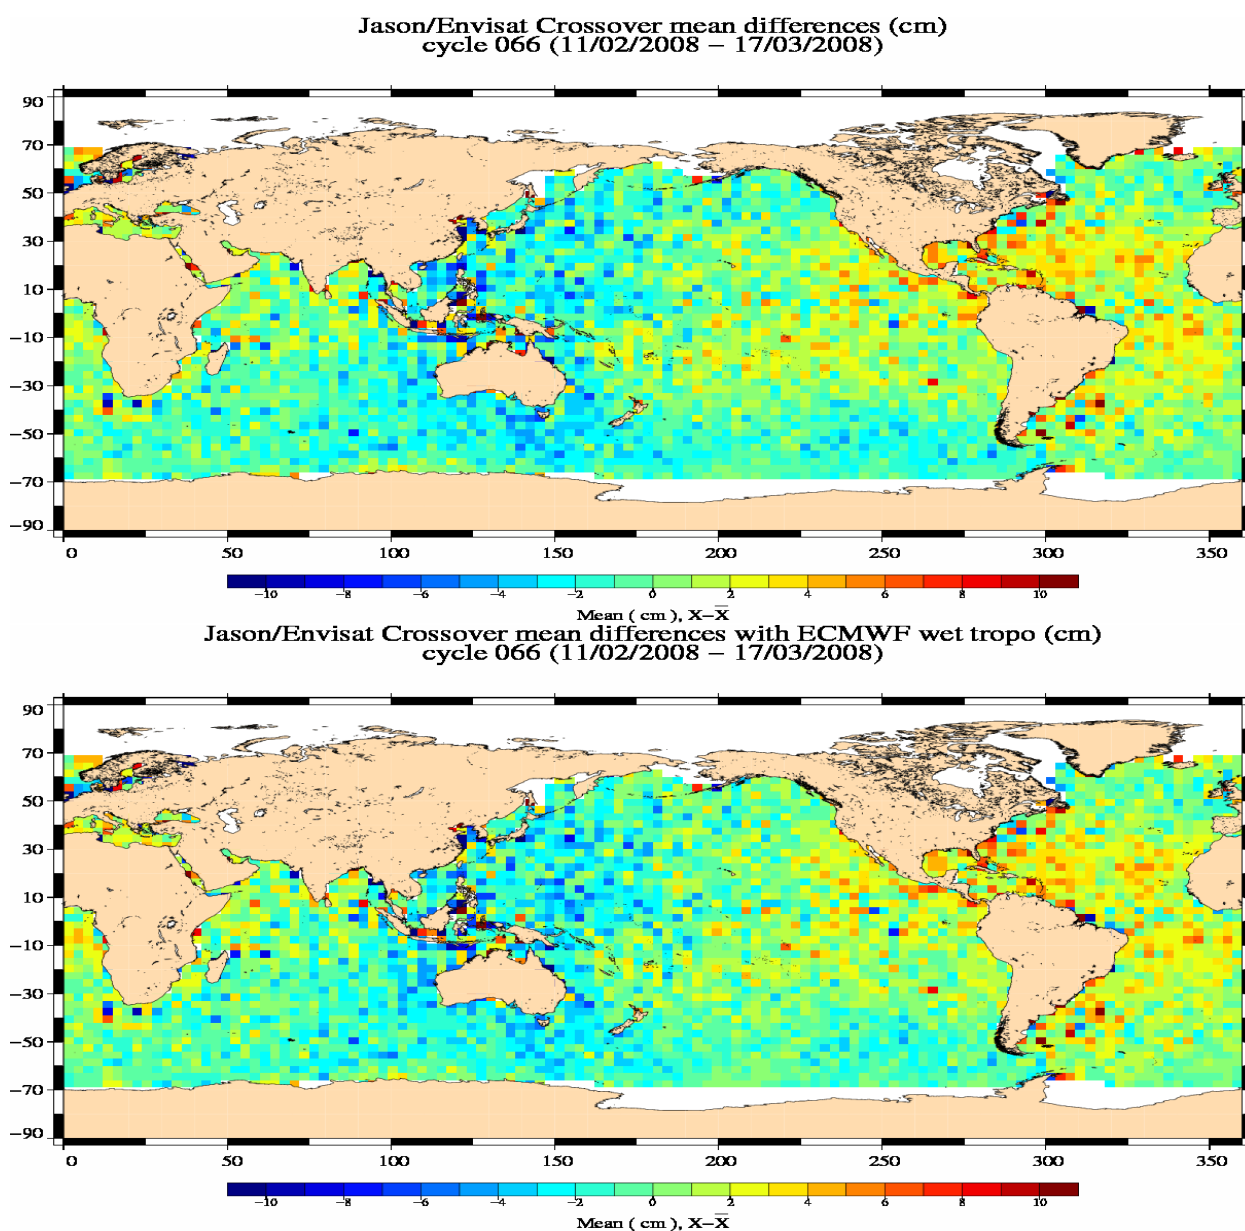 Jason/Envisat Crossover mean differences (cm)
cycle 066 (11/02/2008 − 17/03/2008)
90
70
50
30
10
−10
−30
−50
−70
−90
0 50 100 150 200 250 300 350
−10 −8 −6 −4 −2 0 2 4 6 8 10
Mean ( cm ), X−X̅
Jason/Envisat Crossover mean differences with ECMWF wet tropo (cm)
cycle 066 (11/02/2008 − 17/03/2008)
90
70
50
30
10
−10
−30
−50
−70
−90
0 50 100 150 200 250 300 350
−10 −8 −6 −4 −2 0 2 4 6 8 10
Mean ( cm ), X−X̅